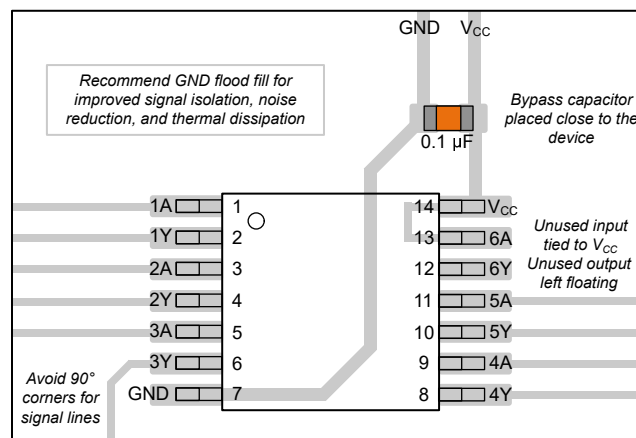 GND VCC
Recommend GND flood fill for
improved signal isolation, noise
reduction, and thermal dissipation
Bypass capacitor
placed close to the
device
0.1 µF
1A 1 14 VCC
1Y 2 13 6A
2A 3 12 6Y
2Y 4 11 5A
3A 5 10 5Y
3Y 6 9 4A
GND 7 8 4Y
Unused input
tied to VCC
Unused output
left floating
Avoid 90°
corners for
signal lines